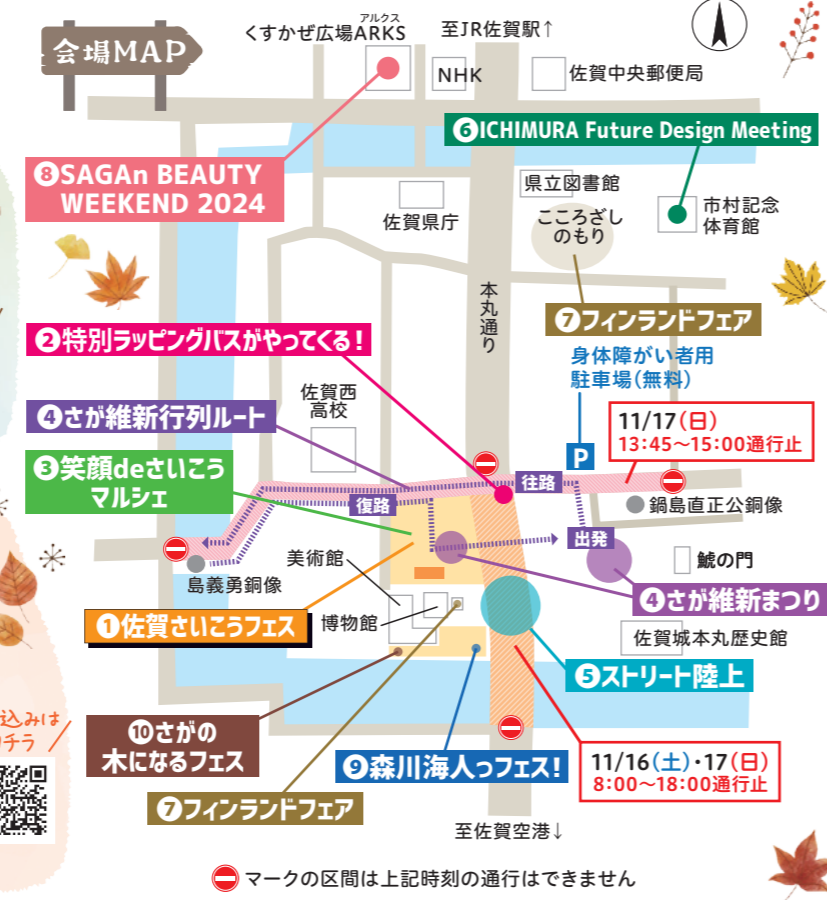 会場MAP
アルクス
くすかぜ広場ARKS
至JR佐賀駅↑
NHK
佐賀中央郵便局
❻ICHIMURA Future Design Meeting
❽SAGAn BEAUTY
WEEKEND 2024
県立図書館
佐賀県庁
こころざし
のもり
市村記念
体育館
本丸通り
❼フィンランドフェア
❷特別ラッピングバスがやってくる!
身体障がい者用
駐車場(無料)
佐賀西
高校
❹さが維新行列ルート
11/17(日)
13:45〜15:00通行止
P
❸笑顔deさいこう
マルシェ
往路
復路
鍋島直正公銅像
出発
美術館
鯱の門
島義勇銅像
❹さが維新まつり
❶佐賀さいこうフェス
博物館
佐賀城本丸歴史館
❺ストリート陸上
込みは
チラ
❿さがの
木になるフェス
❾森川海人っフェス!
11/16(土)・17(日)
8:00〜18:00通行止
❼フィンランドフェア
至佐賀空港↓
マークの区間は上記時刻の通行はできません